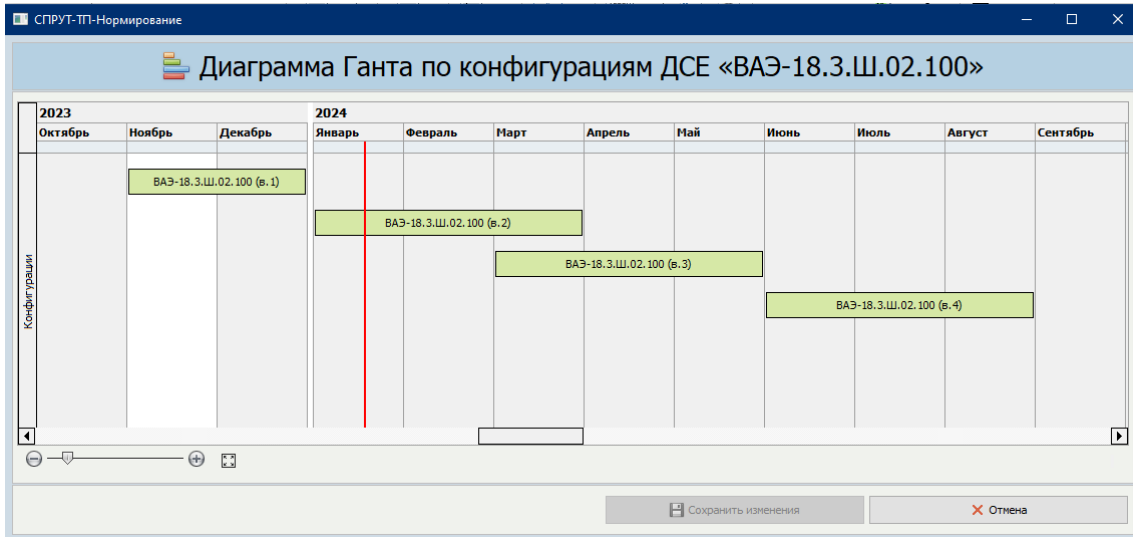 СПРУТ-ТП-Нормирование
Диаграмма Ганта по конфигурациям ДСЕ «ВАЭ-18.3.Ш.02.100»
2023 2024
Октябрь Ноябрь Декабрь Январь Февраль Март Апрель Май Июнь Июль Август Сентябрь
ВАЭ-18.3.Ш.02.100 (в.1)
ВАЭ-18.3.Ш.02.100 (в.2)
ВАЭ-18.3.Ш.02.100 (в.3)
ВАЭ-18.3.Ш.02.100 (в.4)
Конфигурации
Сохранить изменения Отмена